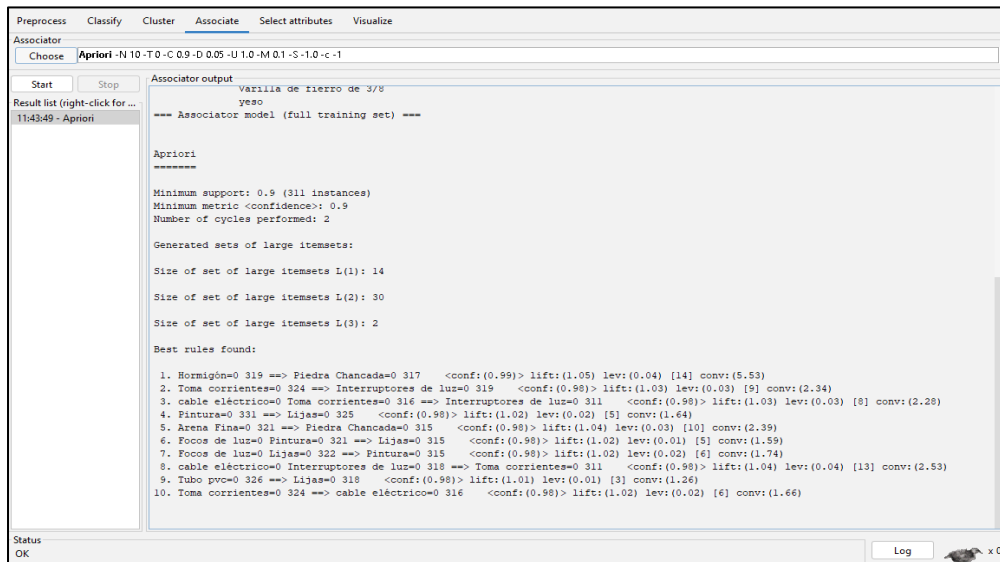 Preprocess Classify Cluster Associate Select attributes Visualize
Associator
Choose Apriori -N 10 -T 0 -C 0.9 -D 0.05 -U 1.0 -M 0.1 -S -1.0 -c -1
Start Stop
Result list (right-click for ...
11:43:49 - Apriori
Associator output
Varilla de fierro de 3/8
yeso
=== Associator model (full training set) ===
Apriori
=======
Minimum support: 0.9 (311 instances)
Minimum metric <confidence>: 0.9
Number of cycles performed: 2
Generated sets of large itemsets:
Size of set of large itemsets L(1): 14
Size of set of large itemsets L(2): 30
Size of set of large itemsets L(3): 2
Best rules found:
1. Hormigón=0 319 ==> Piedra Chancada=0 317 <conf:(0.99)> lift:(1.05) lev:(0.04) [14] conv:(5.53)
2. Toma corrientes=0 324 ==> Interruptores de luz=0 319 <conf:(0.98)> lift:(1.03) lev:(0.03) [9] conv:(2.34)
3. cable eléctrico=0 Toma corrientes=0 316 ==> Interruptores de luz=0 311 <conf:(0.98)> lift:(1.03) lev:(0.03) [8] conv:(2.28)
4. Pintura=0 331 ==> Lijas=0 325 <conf:(0.98)> lift:(1.02) lev:(0.02) [5] conv:(1.64)
5. Arena Fina=0 321 ==> Piedra Chancada=0 315 <conf:(0.98)> lift:(1.04) lev:(0.03) [10] conv:(2.39)
6. Focos de luz=0 Pintura=0 321 ==> Lijas=0 315 <conf:(0.98)> lift:(1.02) lev:(0.01) [5] conv:(1.59)
7. Focos de luz=0 Lijas=0 322 ==> Pintura=0 315 <conf:(0.98)> lift:(1.02) lev:(0.02) [6] conv:(1.74)
8. cable eléctrico=0 Interruptores de luz=0 318 ==> Toma corrientes=0 311 <conf:(0.98)> lift:(1.04) lev:(0.04) [13] conv:(2.53)
9. Tubo pvc=0 326 ==> Lijas=0 318 <conf:(0.98)> lift:(1.01) lev:(0.01) [3] conv:(1.26)
10. Toma corrientes=0 324 ==> cable eléctrico=0 316 <conf:(0.98)> lift:(1.02) lev:(0.02) [6] conv:(1.66)
Status
OK
Log x 0